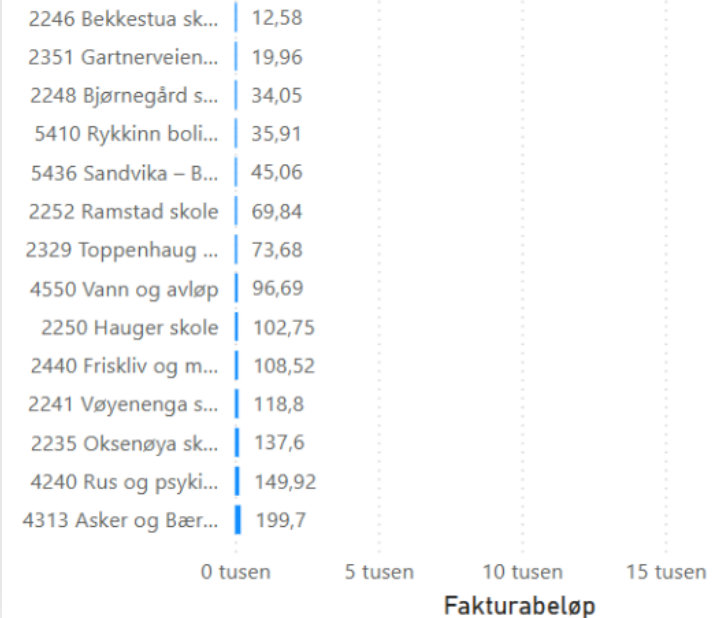 2246 Bekkestua sk... 12,58
2351 Gartnerveien... 19,96
2248 Bjørnegård s... 34,05
5410 Rykkinn boli... 35,91
5436 Sandvika – B... 45,06
2252 Ramstad skole 69,84
2329 Toppenhaug ... 73,68
4550 Vann og avløp 96,69
2250 Hauger skole 102,75
2440 Friskliv og m... 108,52
2241 Vøyenenga s... 118,8
2235 Oksenøya sk... 137,6
4240 Rus og psyki... 149,92
4313 Asker og Bær... 199,7
0 tusen 5 tusen 10 tusen 15 tusen
Fakturabeløp